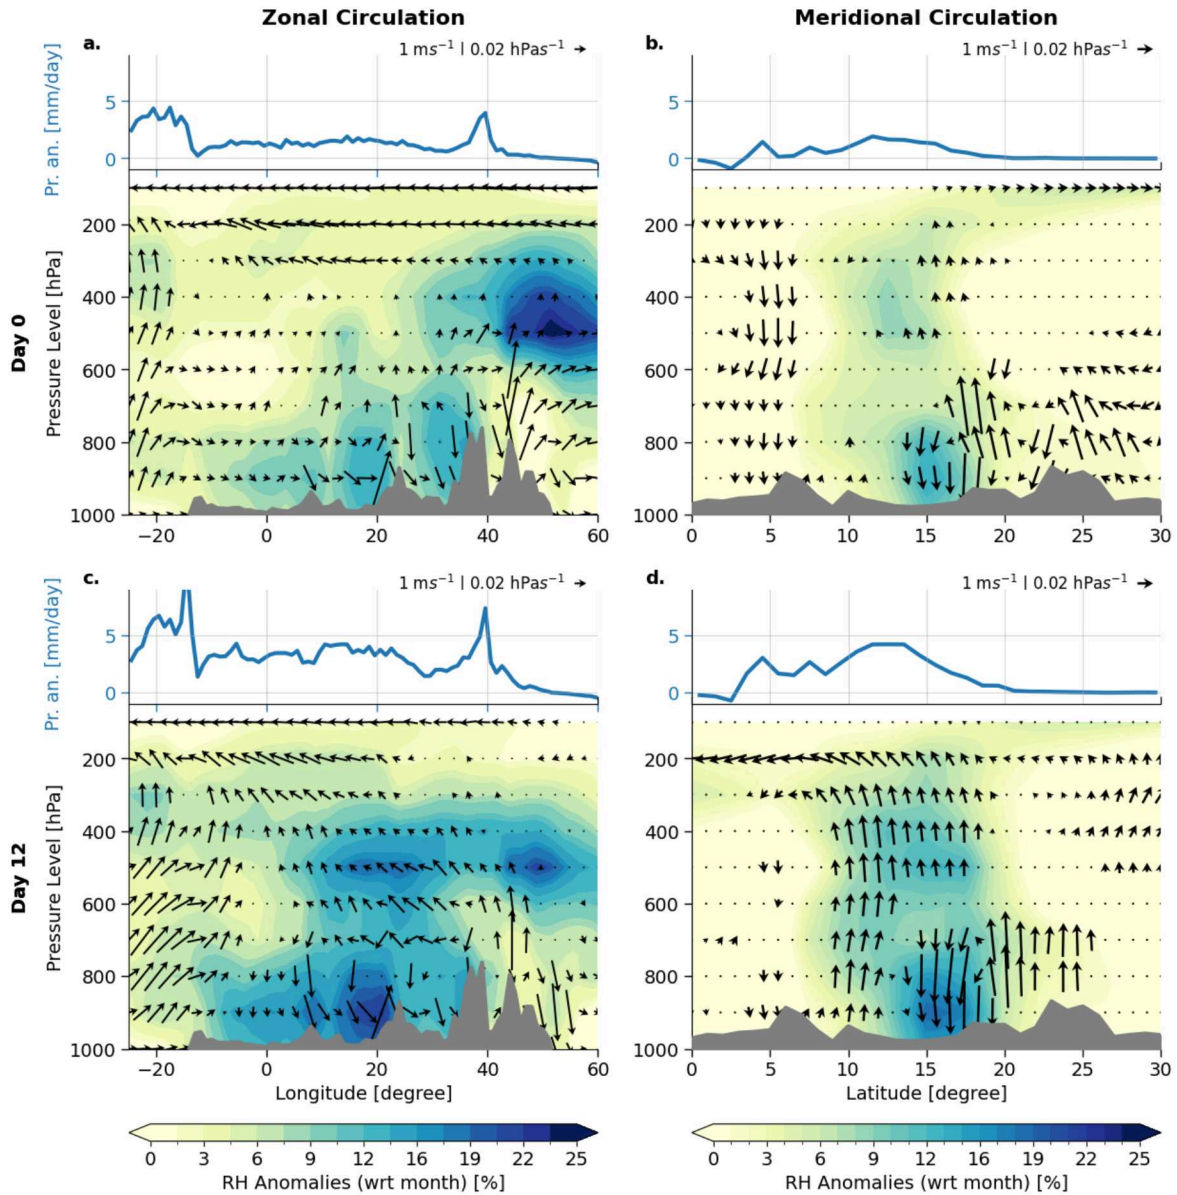 Zonal Circulation
Meridional Circulation
a.
1 ms⁻¹ | 0.02 hPas⁻¹
b.
1 ms⁻¹ | 0.02 hPas⁻¹
Pr. an. [mm/day]
5
0
5
0
Day 0
Pressure Level [hPa]
200
400
600
800
1000
200
400
600
800
1000
−20 0 20 40 60
0 5 10 15 20 25 30
c.
1 ms⁻¹ | 0.02 hPas⁻¹
d.
1 ms⁻¹ | 0.02 hPas⁻¹
Pr. an. [mm/day]
5
0
5
0
Day 12
Pressure Level [hPa]
200
400
600
800
1000
200
400
600
800
1000
−20 0 20 40 60
0 5 10 15 20 25 30
Longitude [degree]
Latitude [degree]
0 3 6 9 12 16 19 22 25
0 3 6 9 12 16 19 22 25
RH Anomalies (wrt month) [%]
RH Anomalies (wrt month) [%]